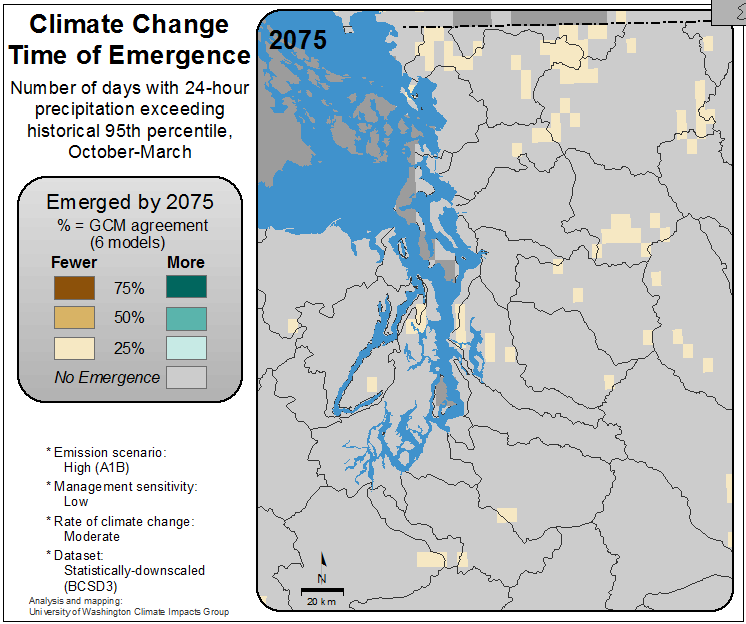 Climate Change
Time of Emergence
Number of days with 24-hour
precipitation exceeding
historical 95th percentile,
October-March
Emerged by 2075
% = GCM agreement
(6 models)
Fewer More
75%
50%
25%
No Emergence
* Emission scenario:
High (A1B)
* Management sensitivity:
Low
* Rate of climate change:
Moderate
* Dataset:
Statistically-downscaled
(BCSD3)
Analysis and mapping:
University of Washington Climate Impacts Group
2075
N
20 km